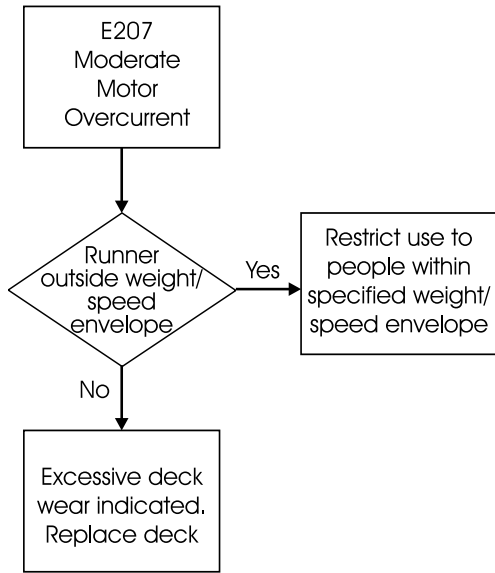 E207
Moderate
Motor
Overcurrent
Runner
outside weight/
speed
envelope
Yes
Restrict use to
people within
specified weight/
speed envelope
No
Excessive deck
wear indicated.
Replace deck